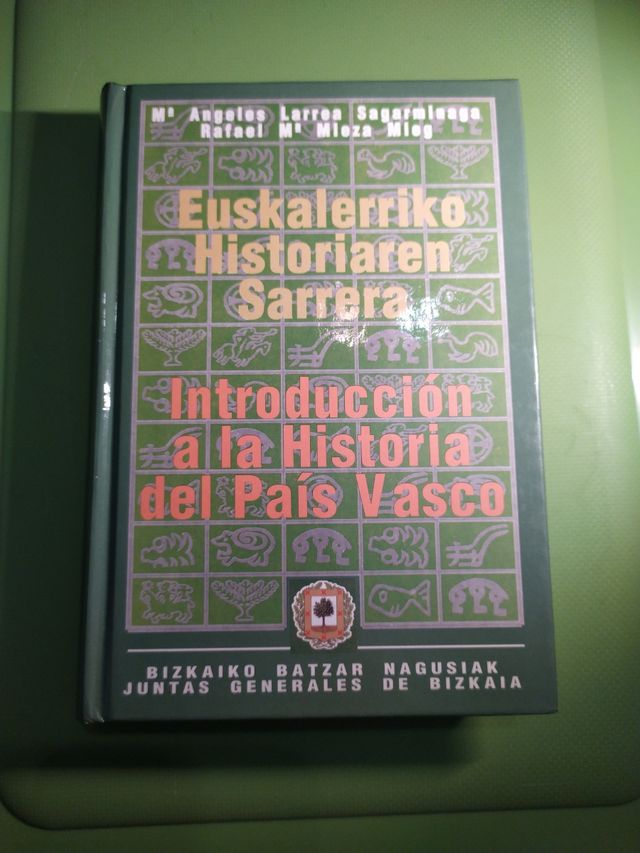 Mª Angeles Larrea Sagarminaga
Rafael Mª Mieza Mieg
Euskalerriko
Historiaren
Sarrera
Introducción
a la Historia
del País Vasco
BIZKAIKO BATZAR NAGUSIAK
JUNTAS GENERALES DE BIZKAIA